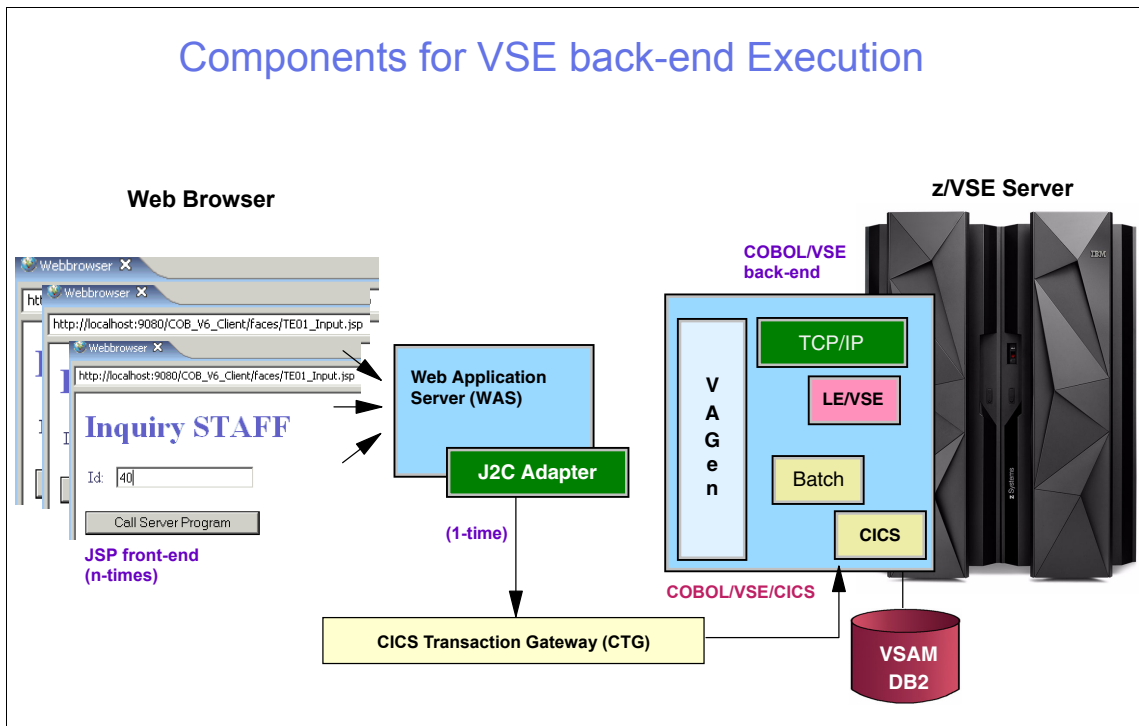 Components for VSE back-end Execution
Web Browser
z/VSE Server
Webbrowser X
htt
Webbrowser X
http://localhost:9080/COB_V6_Client/faces/TE01_Input.jsp
Webbrowser X
http://localhost:9080/COB_V6_Client/faces/TE01_Input.jsp
Inquiry STAFF
Id: 40
Call Server Program
JSP front-end
(n-times)
Web Application
Server (WAS)
J2C Adapter
(1-time)
CICS Transaction Gateway (CTG)
COBOL/VSE
back-end
VAGen
TCP/IP
LE/VSE
Batch
CICS
COBOL/VSE/CICS
IBM
z Systems
VSAM
DB2